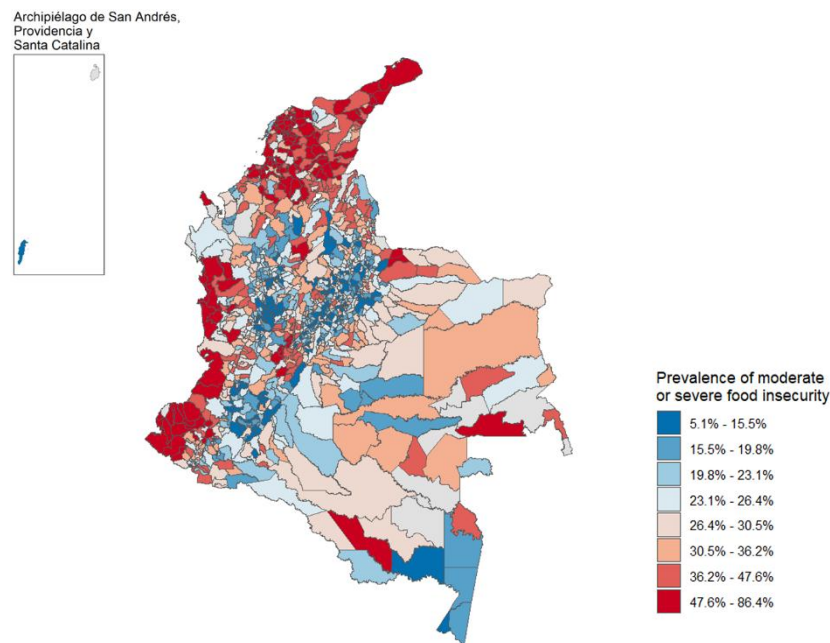 Archipiélago de San Andrés,
Providencia y
Santa Catalina
Prevalence of moderate
or severe food insecurity
5.1% - 15.5%
15.5% - 19.8%
19.8% - 23.1%
23.1% - 26.4%
26.4% - 30.5%
30.5% - 36.2%
36.2% - 47.6%
47.6% - 86.4%